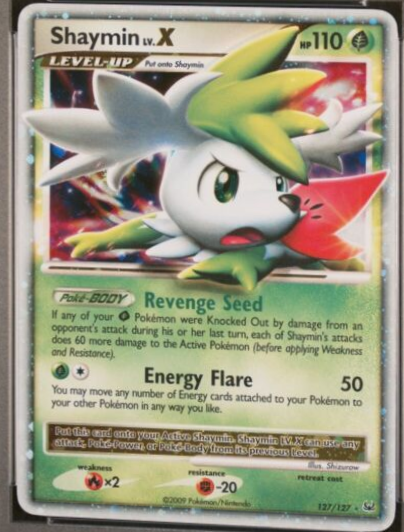 Shaymin LV.X HP 110
LEVEL-UP Put onto Shaymin
Poké-BODY Revenge Seed
If any of your Pokémon were Knocked Out by damage from an
opponent's attack during his or her last turn, each of Shaymin's attacks
does 60 more damage to the Active Pokémon (before applying Weakness
and Resistance).
Energy Flare 50
You may move any number of Energy cards attached to your Pokémon to
your other Pokémon in any way you like.
Put this card onto your Active Shaymin. Shaymin LV.X can use any
attack, Poké-Power, or Poké-Body from its previous Level.
Illus. Shizurow
weakness resistance retreat cost
×2 -20
©2009 Pokémon/Nintendo 127/127